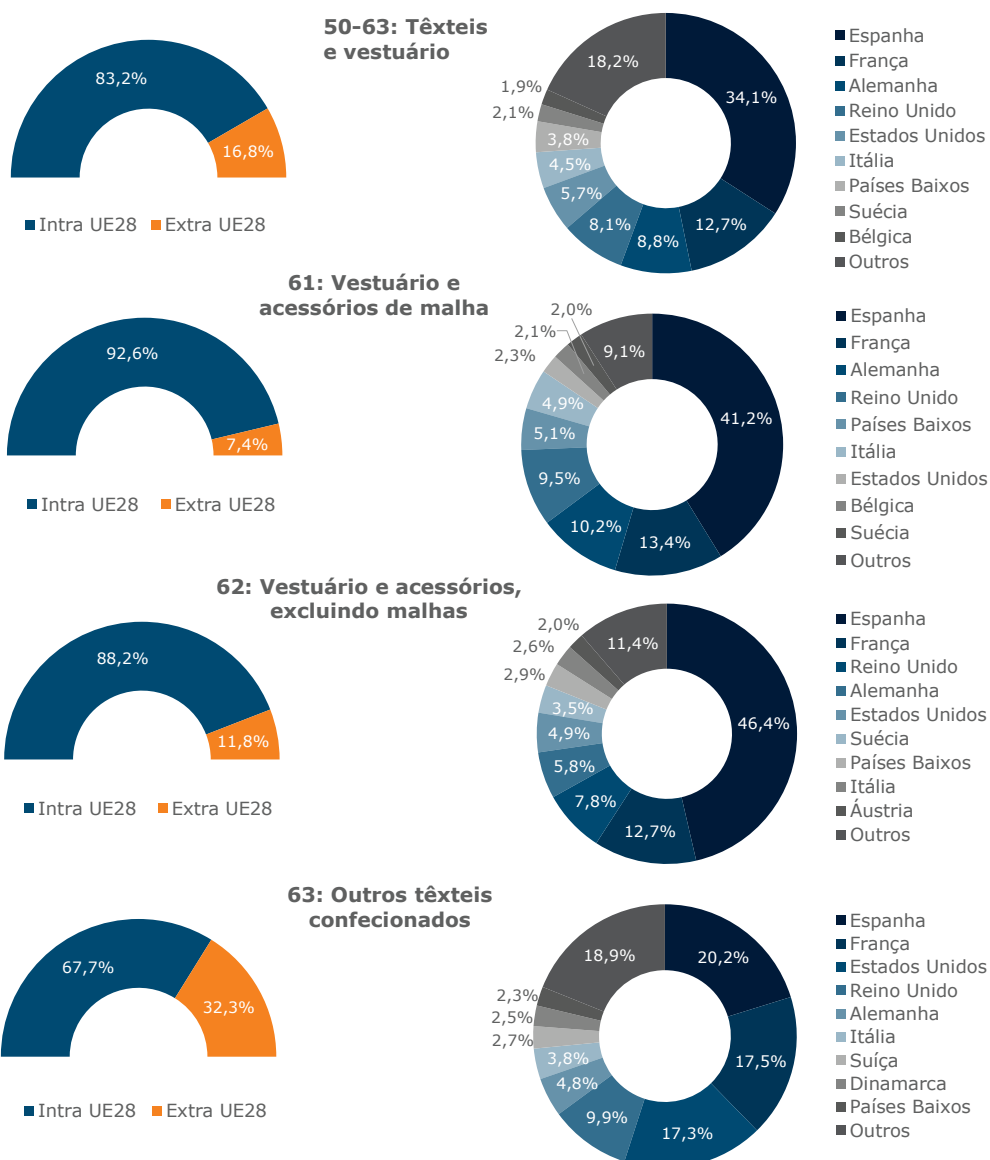 50-63: Têxteis
e vestuário
83,2%
16,8%
Intra UE28 Extra UE28
18,2%
1,9%
2,1%
3,8%
4,5%
5,7%
8,1%
8,8%
12,7%
34,1%
Espanha
França
Alemanha
Reino Unido
Estados Unidos
Itália
Países Baixos
Suécia
Bélgica
Outros
61: Vestuário e
acessórios de malha
92,6%
7,4%
Intra UE28 Extra UE28
2,0%
2,1%
2,3%
9,1%
4,9%
5,1%
9,5%
10,2%
13,4%
41,2%
Espanha
França
Alemanha
Reino Unido
Países Baixos
Itália
Estados Unidos
Bélgica
Suécia
Outros
62: Vestuário e acessórios,
excluindo malhas
88,2%
11,8%
Intra UE28 Extra UE28
2,0%
2,6%
2,9%
11,4%
3,5%
4,9%
5,8%
7,8%
12,7%
46,4%
Espanha
França
Reino Unido
Alemanha
Estados Unidos
Suécia
Países Baixos
Itália
Áustria
Outros
63: Outros têxteis
confecionados
67,7%
32,3%
Intra UE28 Extra UE28
18,9%
2,3%
2,5%
2,7%
3,8%
4,8%
9,9%
17,3%
17,5%
20,2%
Espanha
França
Estados Unidos
Reino Unido
Alemanha
Itália
Suíça
Dinamarca
Países Baixos
Outros